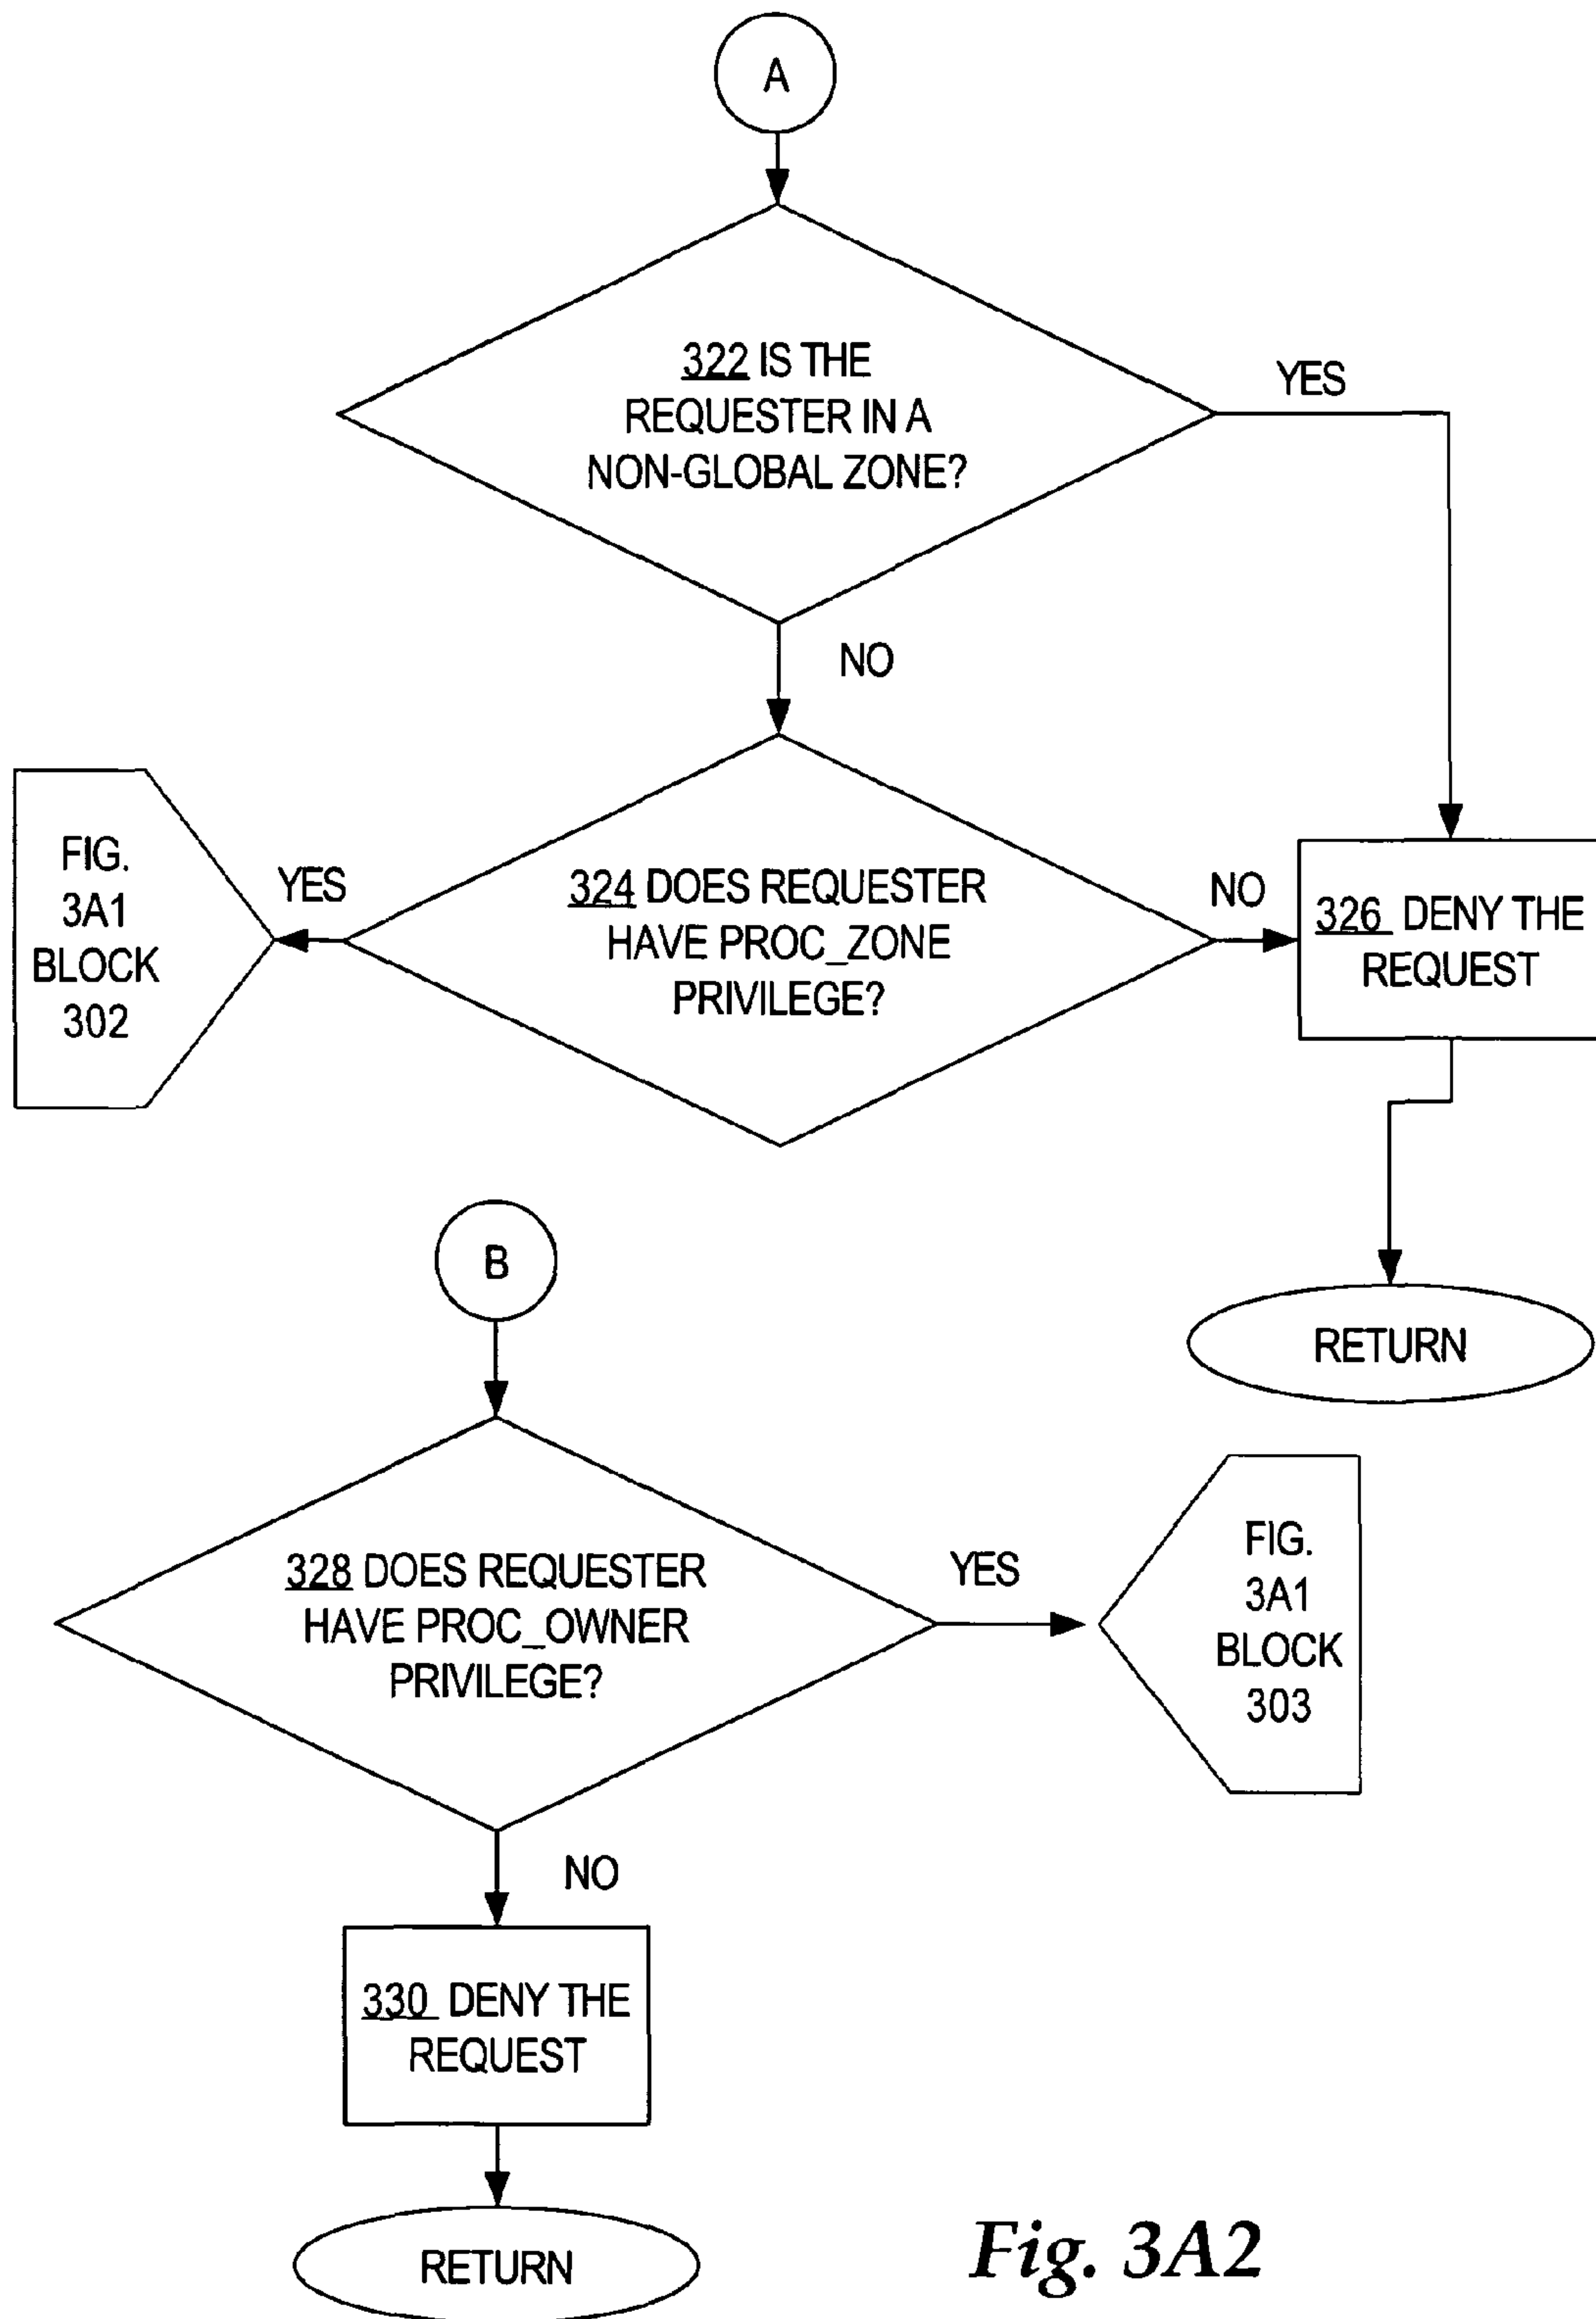 A
322 IS THE
REQUESTER IN A
NON-GLOBAL ZONE?
YES
NO
FIG.
3A1
BLOCK
302
YES
324 DOES REQUESTER
HAVE PROC_ZONE
PRIVILEGE?
NO
326 DENY THE
REQUEST
RETURN
B
328 DOES REQUESTER
HAVE PROC_OWNER
PRIVILEGE?
YES
FIG.
3A1
BLOCK
303
NO
330 DENY THE
REQUEST
RETURN
Fig. 3A2